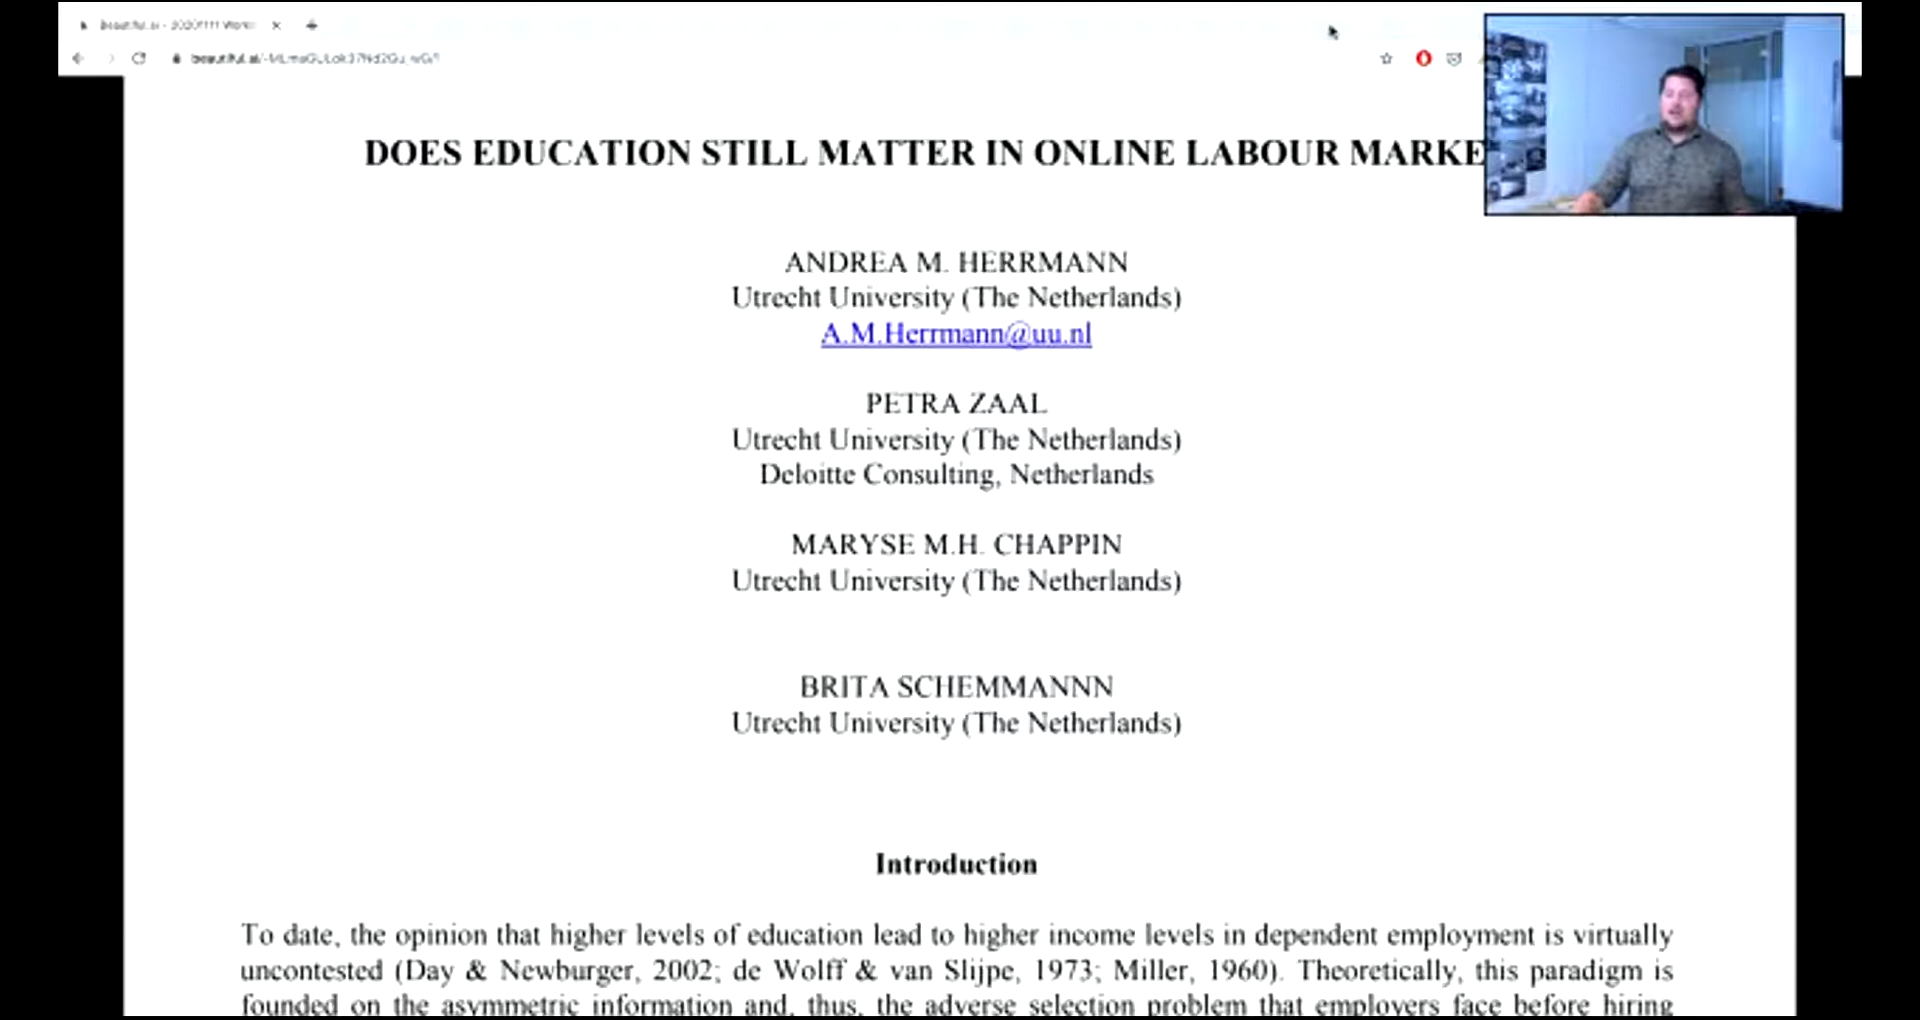 DOES EDUCATION STILL MATTER IN ONLINE LABOUR MARKE
ANDREA M. HERRMANN
Utrecht University (The Netherlands)
A.M.Herrmann@uu.nl
PETRA ZAAL
Utrecht University (The Netherlands)
Deloitte Consulting, Netherlands
MARYSE M.H. CHAPPIN
Utrecht University (The Netherlands)
BRITA SCHEMMANNN
Utrecht University (The Netherlands)
Introduction
To date, the opinion that higher levels of education lead to higher income levels in dependent employment is virtually
uncontested (Day & Newburger, 2002; de Wolff & van Slijpe, 1973; Miller, 1960). Theoretically, this paradigm is
founded on the asymmetric information and, thus, the adverse selection problem that employers face before hiring